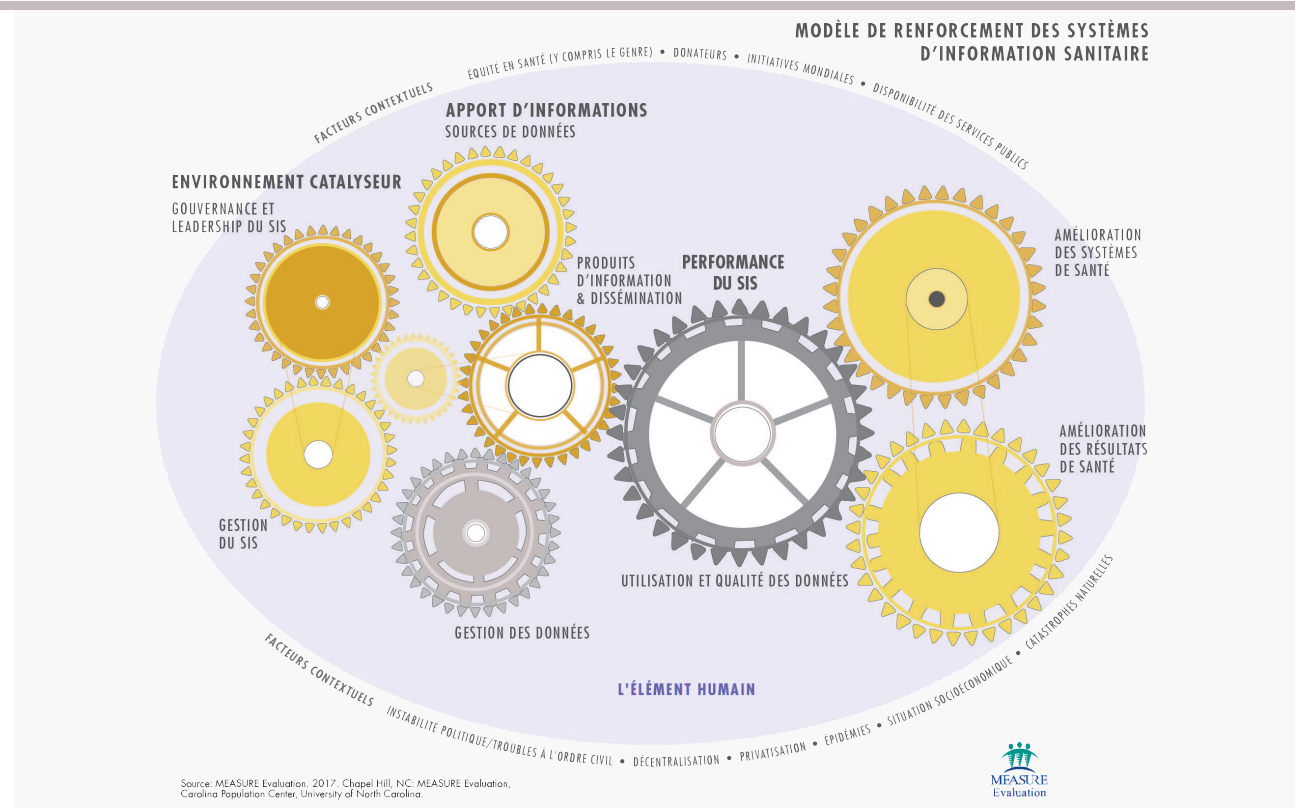 MODÈLE DE RENFORCEMENT DES SYSTÈMES
D'INFORMATION SANITAIRE
FACTEURS CONTEXTUELS
ÉQUITÉ EN SANTÉ (Y COMPRIS LE GENRE) • DONATEURS • INITIATIVES MONDIALES • DISPONIBILITÉ DES SERVICES PUBLICS
APPORT D'INFORMATIONS
SOURCES DE DONNÉES
ENVIRONNEMENT CATALYSEUR
GOUVERNANCE ET
LEADERSHIP DU SIS
PRODUITS
D'INFORMATION
& DISSÉMINATION
PERFORMANCE
DU SIS
AMÉLIORATION
DES SYSTÈMES
DE SANTÉ
AMÉLIORATION
DES RÉSULTATS
DE SANTÉ
GESTION
DU SIS
UTILISATION ET QUALITÉ DES DONNÉES
GESTION DES DONNÉES
L'ÉLÉMENT HUMAIN
FACTEURS CONTEXTUELS
INSTABILITÉ POLITIQUE/TROUBLES À L'ORDRE CIVIL • DÉCENTRALISATION • PRIVATISATION • ÉPIDÉMIES • SITUATION SOCIOÉCONOMIQUE • CATASTROPHES NATURELLES
Source: MEASURE Evaluation. 2017. Chapel Hill, NC: MEASURE Evaluation,
Carolina Population Center, University of North Carolina.
MEASURE
Evaluation